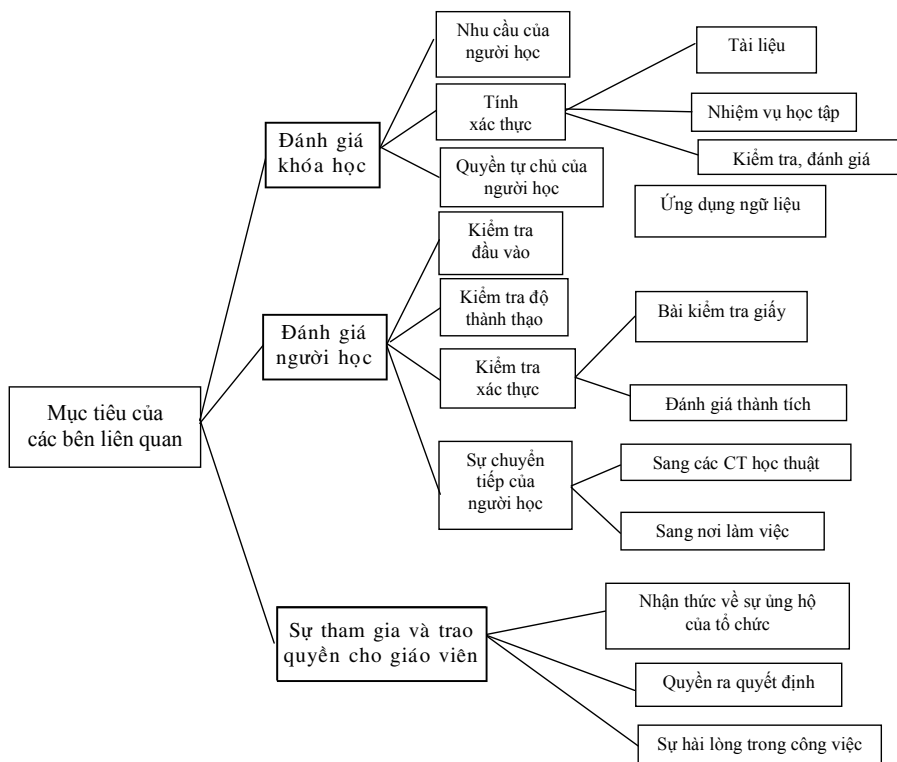 Nhu cầu của
người học
Tài liệu
Tính
xác thực
Nhiệm vụ học tập
Đánh giá
khóa học
Kiểm tra, đánh giá
Quyền tự chủ của
người học
Ứng dụng ngữ liệu
Kiểm tra
đầu vào
Kiểm tra độ
thành thạo
Bài kiểm tra giấy
Đánh giá
người học
Kiểm tra
xác thực
Đánh giá thành tích
Mục tiêu của
các bên liên quan
Sự chuyển
tiếp của
người học
Sang các CT học thuật
Sang nơi làm việc
Sự tham gia và trao
quyền cho giáo viên
Nhận thức về sự ủng hộ
của tổ chức
Quyền ra quyết định
Sự hài lòng trong công việc